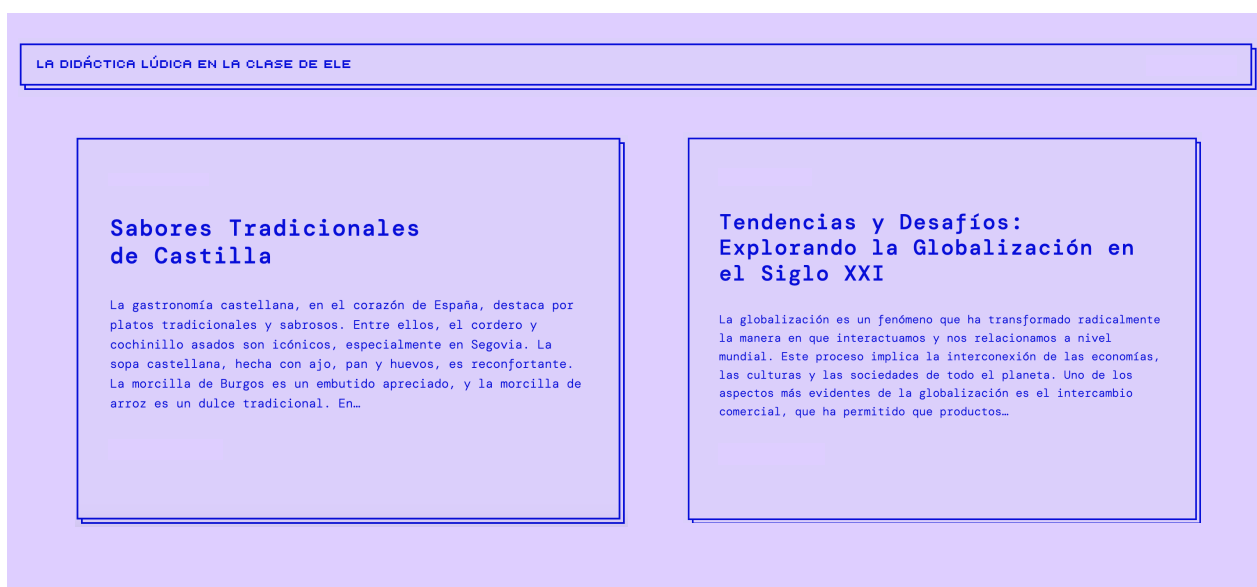 LA DIDÁCTICA LÚDICA EN LA CLASE DE ELE
Sabores Tradicionales
de Castilla
La gastronomía castellana, en el corazón de España, destaca por
platos tradicionales y sabrosos. Entre ellos, el cordero y
cochinillo asados son icónicos, especialmente en Segovia. La
sopa castellana, hecha con ajo, pan y huevos, es reconfortante.
La morcilla de Burgos es un embutido apreciado, y la morcilla de
arroz es un dulce tradicional. En…
Tendencias y Desafíos:
Explorando la Globalización en
el Siglo XXI
La globalización es un fenómeno que ha transformado radicalmente
la manera en que interactuamos y nos relacionamos a nivel
mundial. Este proceso implica la interconexión de las economías,
las culturas y las sociedades de todo el planeta. Uno de los
aspectos más evidentes de la globalización es el intercambio
comercial, que ha permitido que productos…